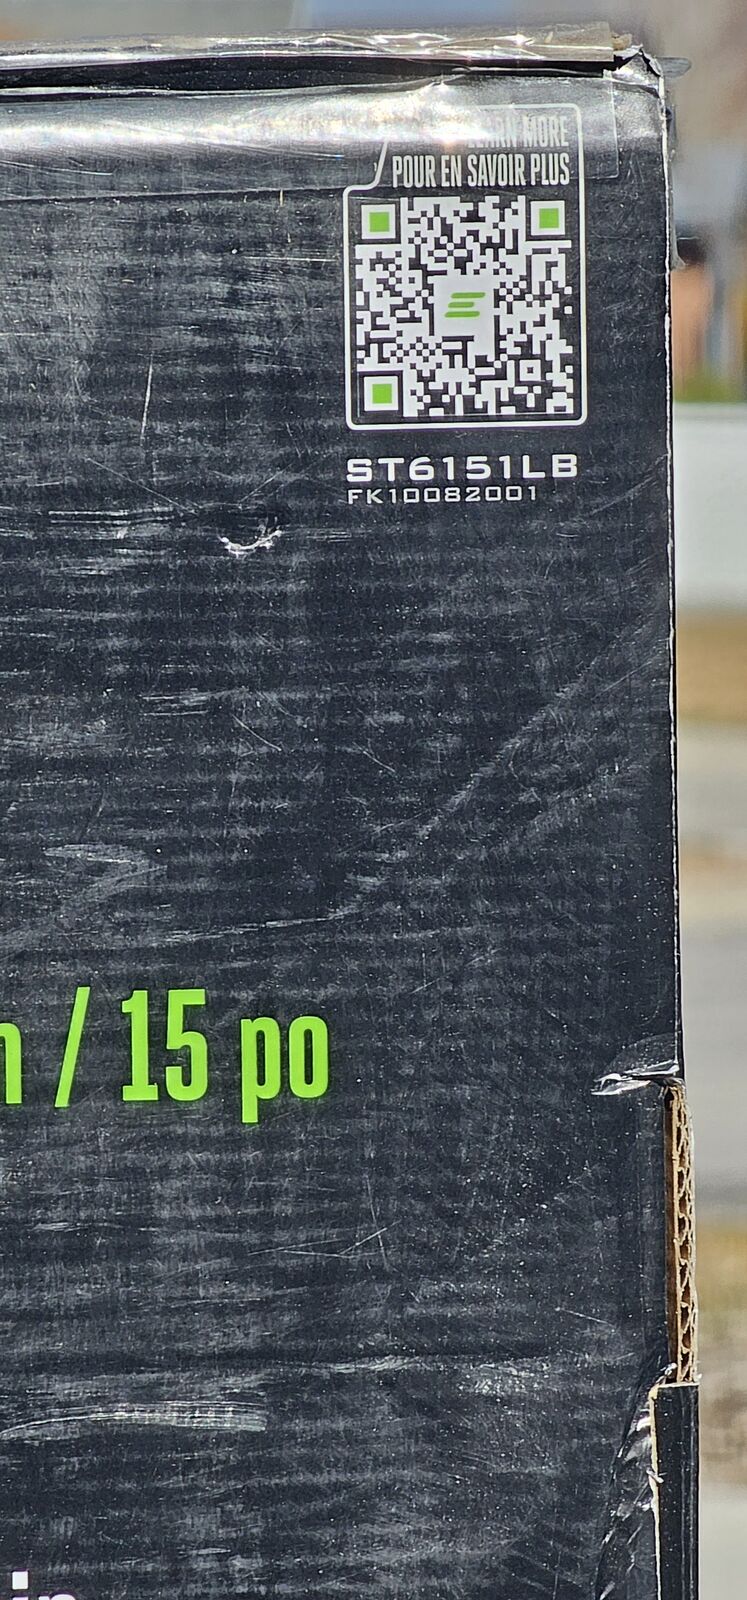 LEARN MORE
POUR EN SAVOIR PLUS
ST6151LB
FK10082001
/ 15 po